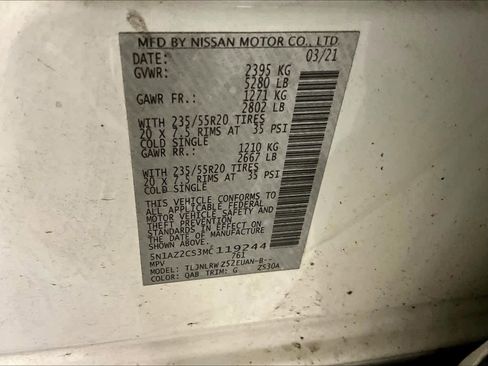 MFD BY NISSAN MOTOR CO., LTD.
DATE: 03/21
GVWR: 2395 KG
5280 LB
GAWR FR.: 1271 KG
2802 LB
WITH 235/55R20 TIRES
20 X 7.5 RIMS AT 35 PSI
COLD SINGLE
GAWR RR.: 1210 KG
2667 LB
WITH 235/55R20 TIRES
20 X 7.5 RIMS AT 35 PSI
COLD SINGLE
THIS VEHICLE CONFORMS TO
ALL APPLICABLE FEDERAL
MOTOR VEHICLE SAFETY AND
THEFT PREVENTION
STANDARDS IN EFFECT ON
THE DATE OF MANUFACTURE
SHOWN ABOVE.
5N1AZ2CS3MC119244
MPV 761
MODEL: TLJNLRWZ52EUAN-B--
COLOR: QAB TRIM: G Z530A